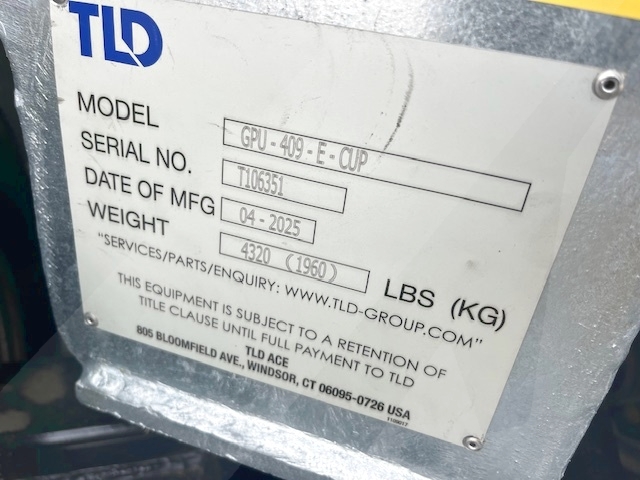 TLD
MODEL GPU-409-E-CUP
SERIAL NO. T106351
DATE OF MFG 04-2025
WEIGHT 4320 (1960) LBS (KG)
"SERVICES/PARTS/ENQUIRY: WWW.TLD-GROUP.COM"
THIS EQUIPMENT IS SUBJECT TO A RETENTION OF
TITLE CLAUSE UNTIL FULL PAYMENT TO TLD
TLD ACE
805 BLOOMFIELD AVE., WINDSOR, CT 06095-0726 USA